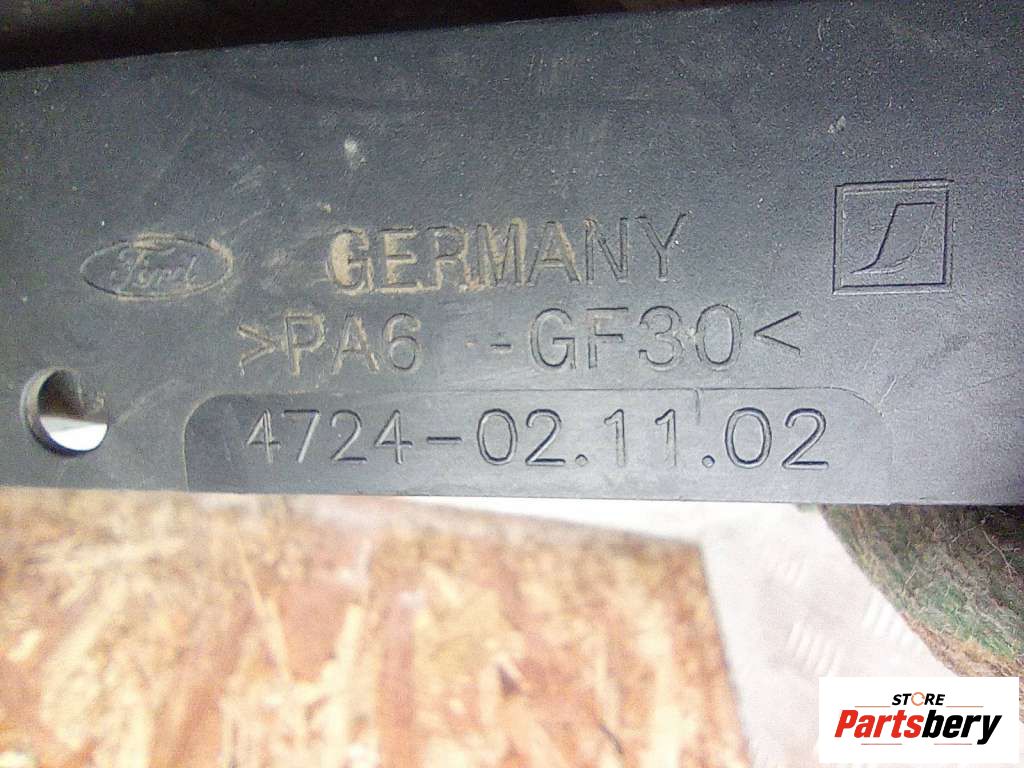 Ford GERMANY
>PA6 -GF30<
4724-02.11.02
STORE
Partsbery